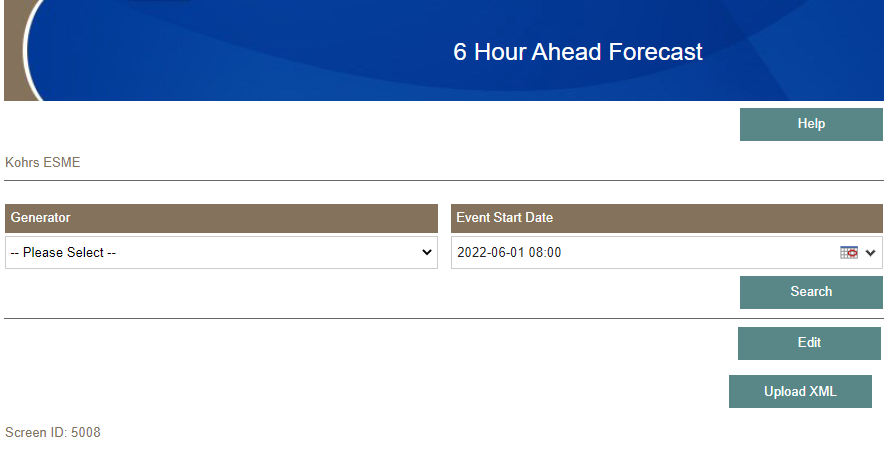 6 Hour Ahead Forecast
Help
Kohrs ESME
Generator
Event Start Date
-- Please Select --
2022-06-01 08:00
Search
Edit
Upload XML
Screen ID: 5008